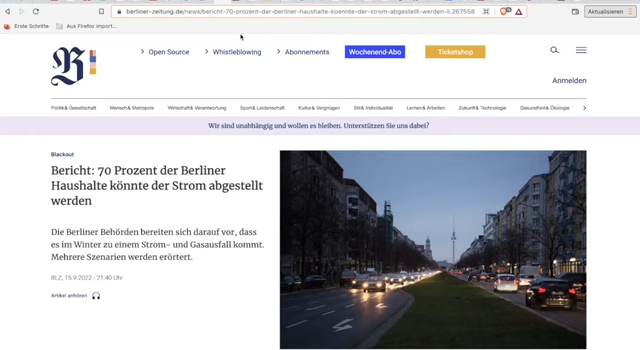 berliner-zeitung.de/news/bericht-70-prozent-der-berliner-haushalte-koennte-der-strom-abgestellt-werden-li.267558
Aktualisieren
Erste Schritte
Aus Firefox import...
Open Source
Whistleblowing
Abonnements
Wochenend-Abo
Ticketshop
Anmelden
Politik & Gesellschaft
Mensch & Metropole
Wirtschaft & Verantwortung
Sport & Leidenschaft
Kultur & Vergnügen
Stil & Individualität
Lernen & Arbeiten
Zukunft & Technologie
Gesundheit & Ökologie
Wir sind unabhängig und wollen es bleiben. Unterstützen Sie uns dabei?
Blackout
Bericht: 70 Prozent der Berliner
Haushalte könnte der Strom abgestellt
werden
Die Berliner Behörden bereiten sich darauf vor, dass
es im Winter zu einem Strom- und Gasausfall kommt.
Mehrere Szenarien werden erörtert.
BLZ, 15.9.2022 - 21:40 Uhr
Artikel anhören